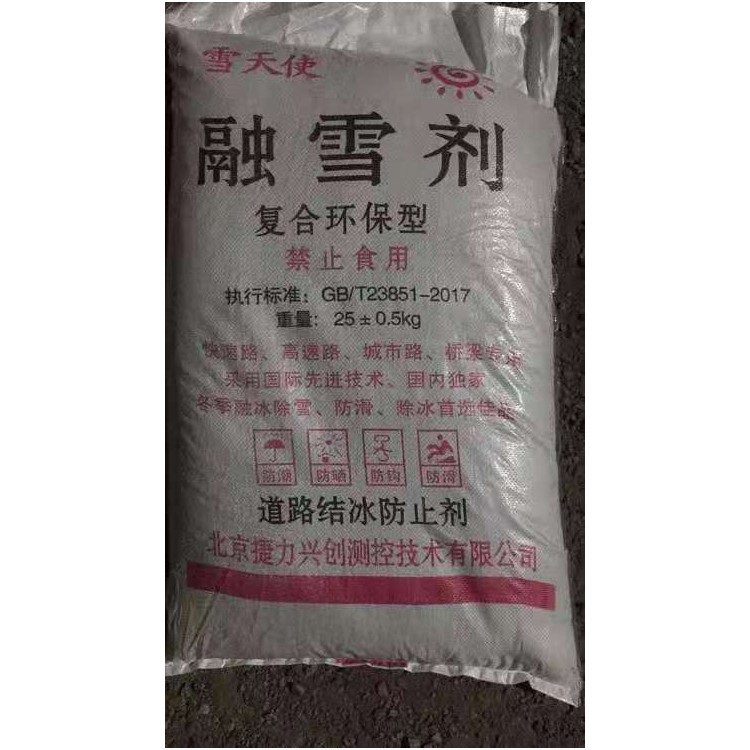 雪天使
融雪剂
复合环保型
禁止食用
执行标准：GB/T23851-2017
重量：25±0.5kg
快速路、高速路、城市路、桥梁专用
采用国际先进技术、国内独家
冬季融冰除雪、防滑、除冰首选佳品
防潮 防晒 防钩 防滑
道路结冰防止剂
北京捷力兴创测控技术有限公司